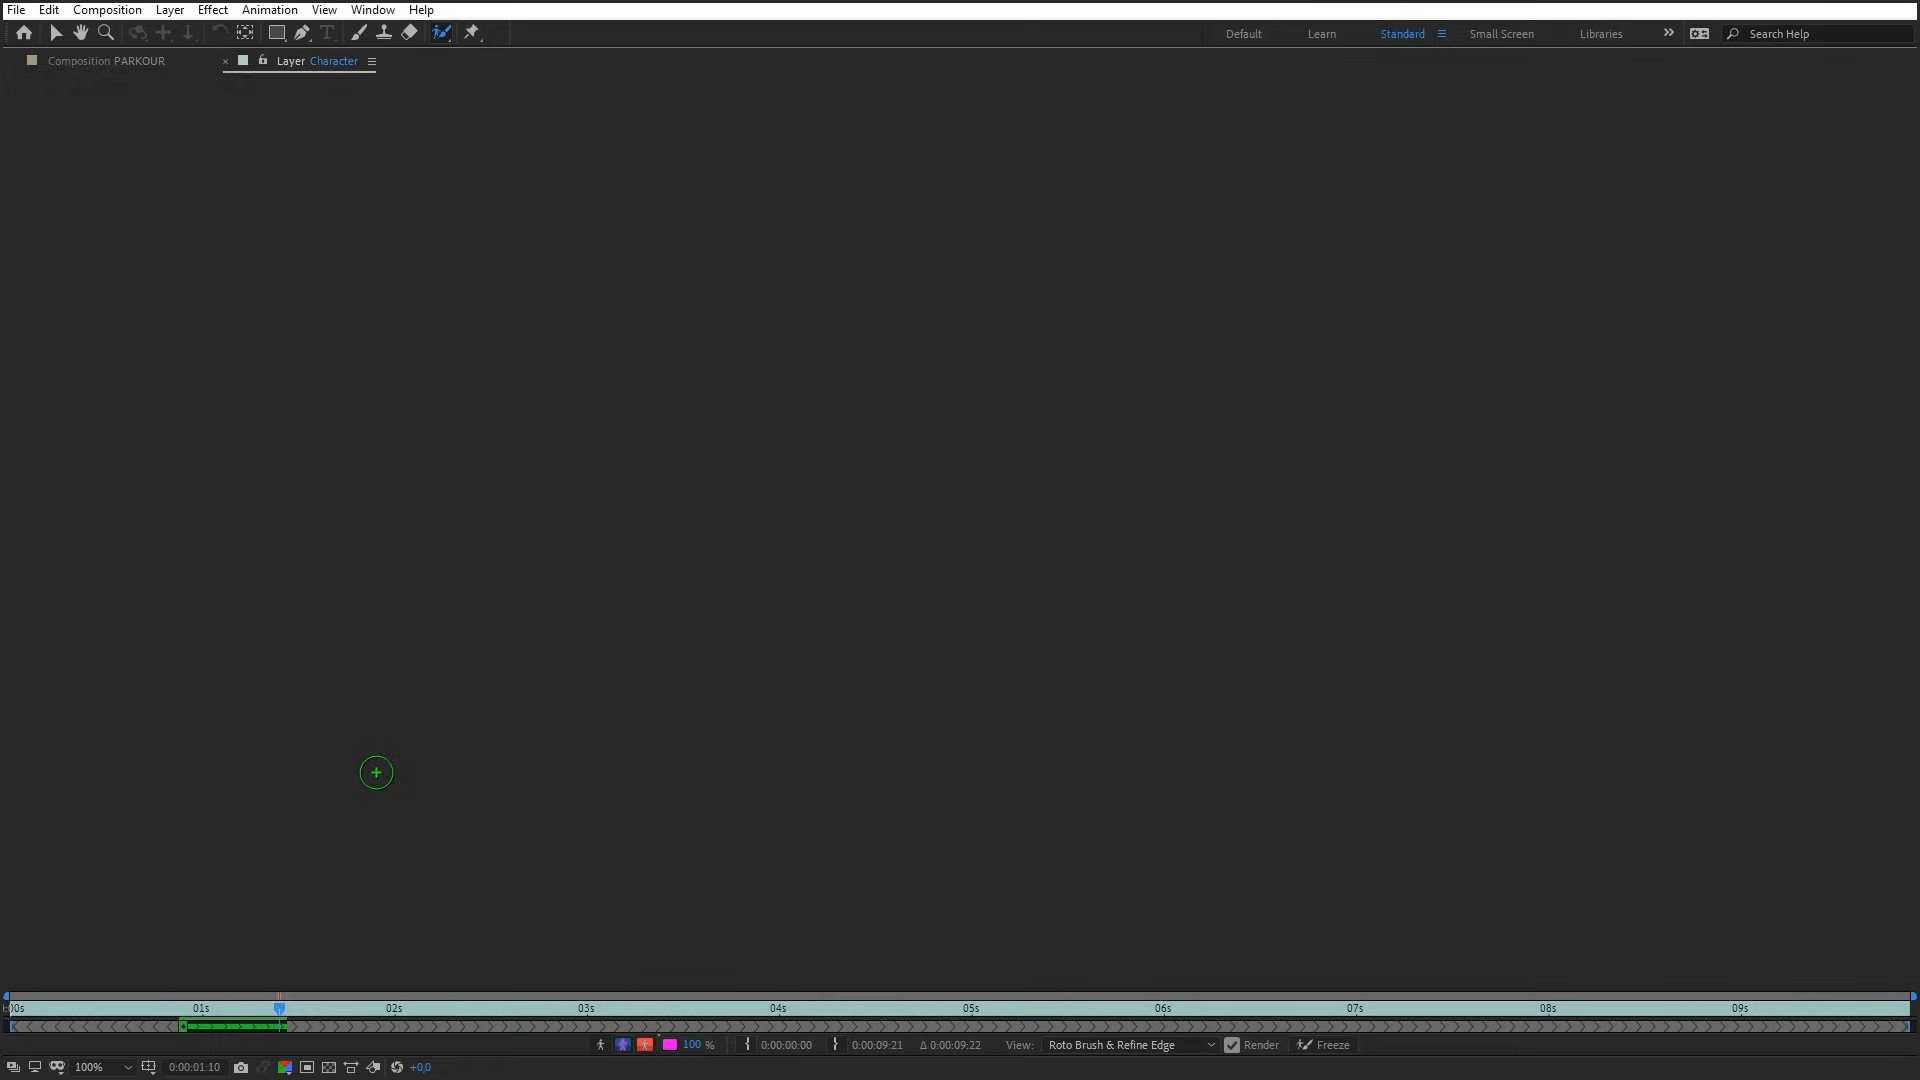 File Edit Composition Layer Effect Animation View Window Help
Default Learn Standard Small Screen Libraries Search Help
Composition PARKOUR Layer Character
00s 01s 02s 03s 04s 05s 06s 07s 08s 09s
100 % 0:00:00:00 0:00:09:21 Δ 0:00:09:22 View: Roto Brush & Refine Edge Render Freeze
100% 0:00:01:10 +0,0